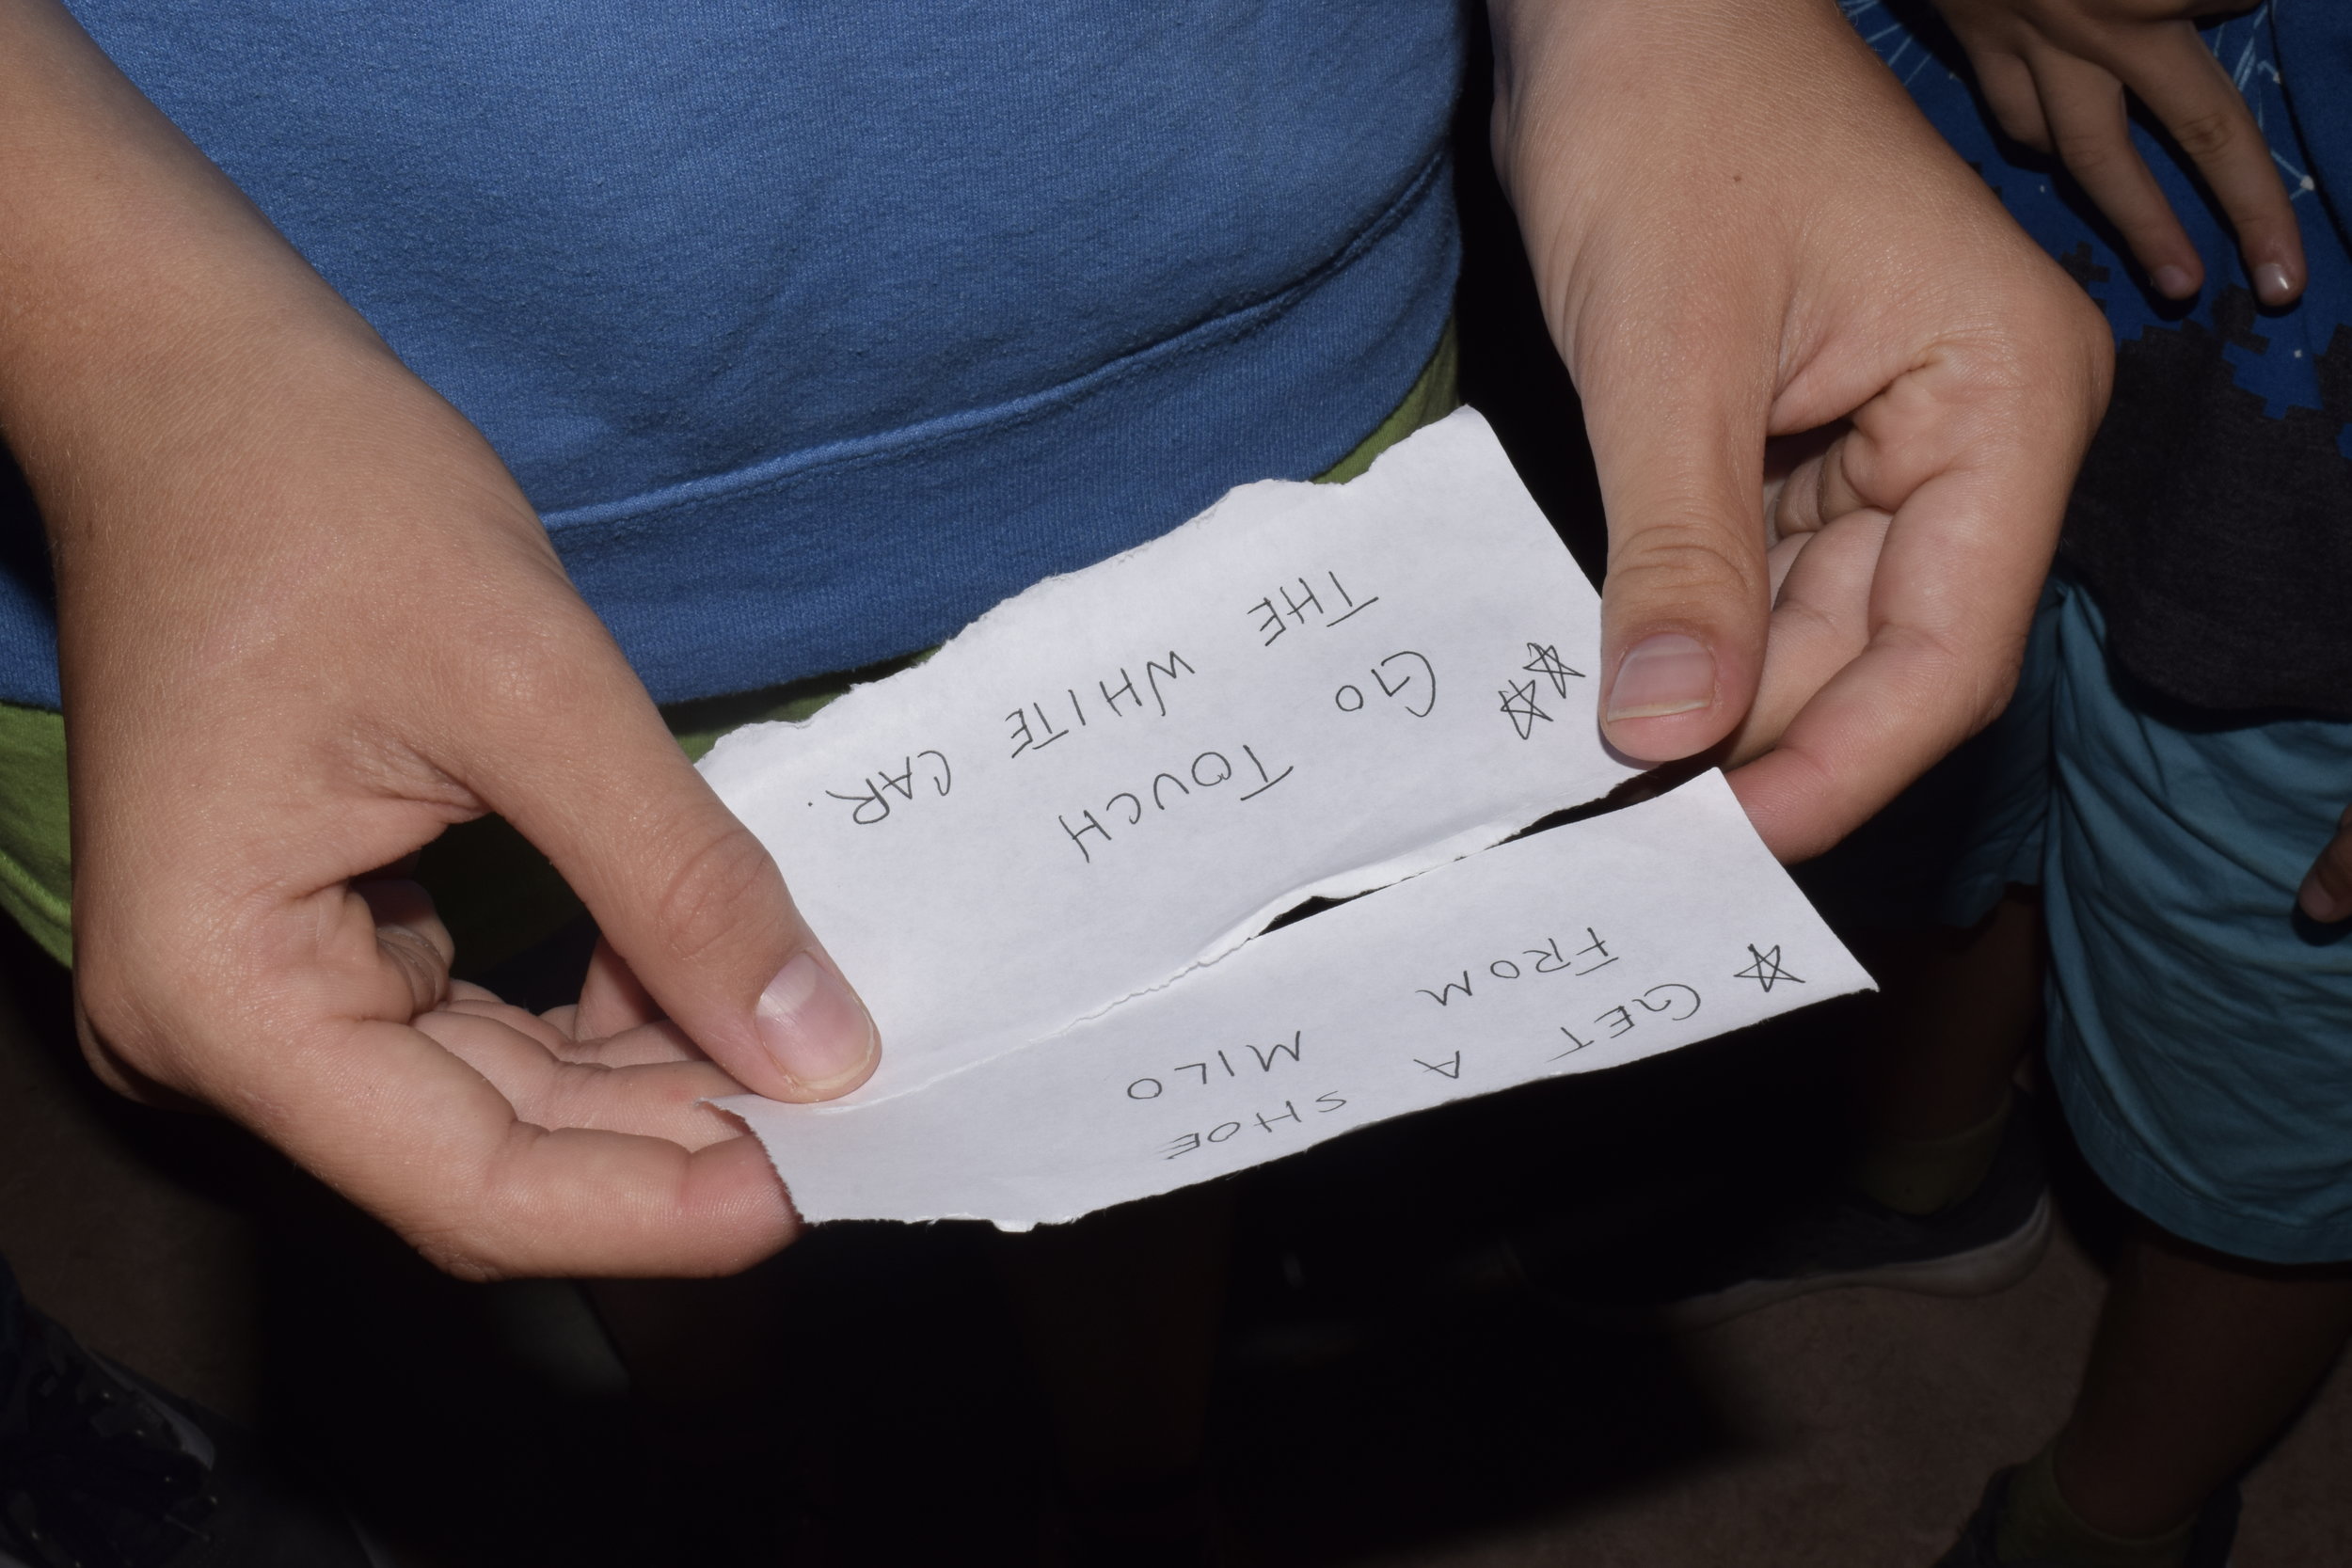 ☆ GET A SHOE
FROM MILO
☆☆ GO TOUCH
THE WHITE CAR.